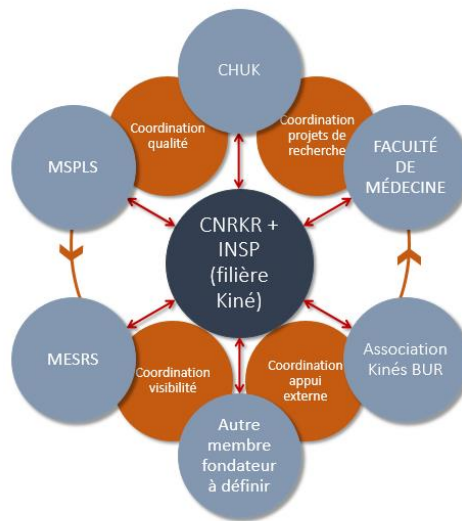 CHUK
Coordination
qualité
Coordination
projets de
recherche
MSPLS
FACULTÉ
DE
MÉDECINE
CNRKR +
INSP
(filière
Kiné)
MESRS
Coordination
visibilité
Coordination
appui
externe
Association
Kinés BUR
Autre
membre
fondateur
à définir